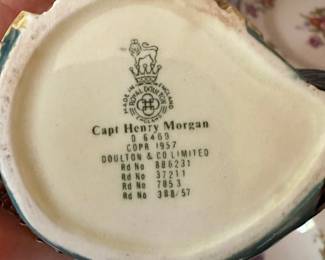 MADE IN ENGLAND
ROYAL DOULTON
ENGLAND
Capt Henry Morgan
D 6469
COPR 1957
DOULTON & CO LIMITED
Rd No 886231
Rd No 37211
Rd No 7853
Rd No 388/57